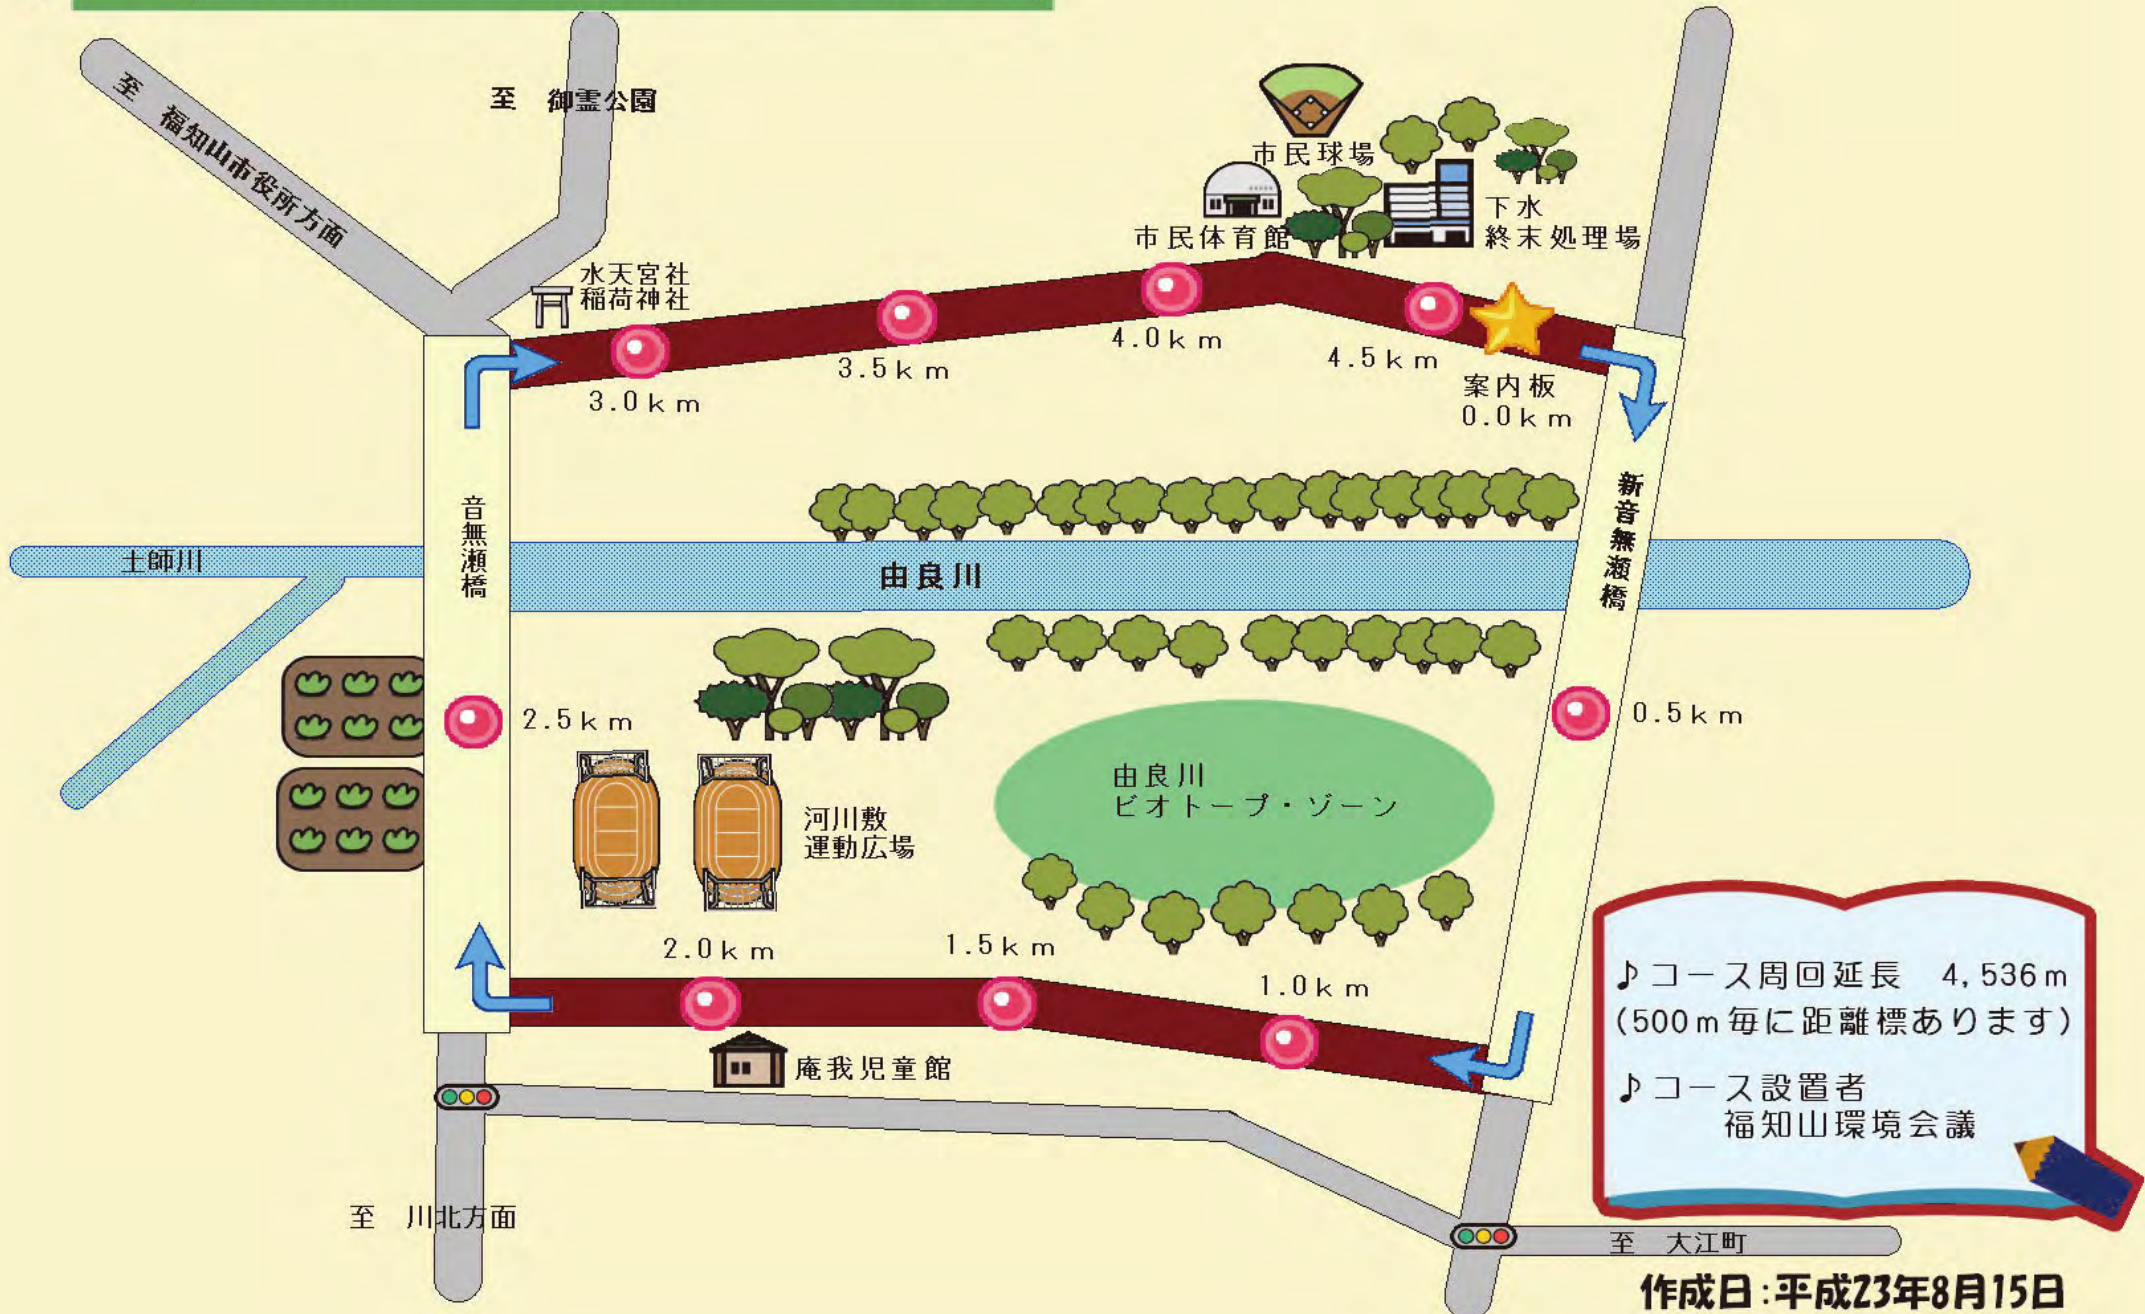 至 福知山市役所方面
至 御霊公園
市民球場
市民体育館
下水
終末処理場
水天宮社
稲荷神社
3.0km
3.5km
4.0km
4.5km
案内板
0.0km
音無瀬橋
新音無瀬橋
土師川
由良川
2.5km
0.5km
由良川
ビオトープ・ゾーン
河川敷
運動広場
2.0km
1.5km
1.0km
庵我児童館
♪コース周回延長 4,536m
(500m毎に距離標あります)
♪コース設置者
福知山環境会議
至 川北方面
至 大江町
作成日:平成23年8月15日